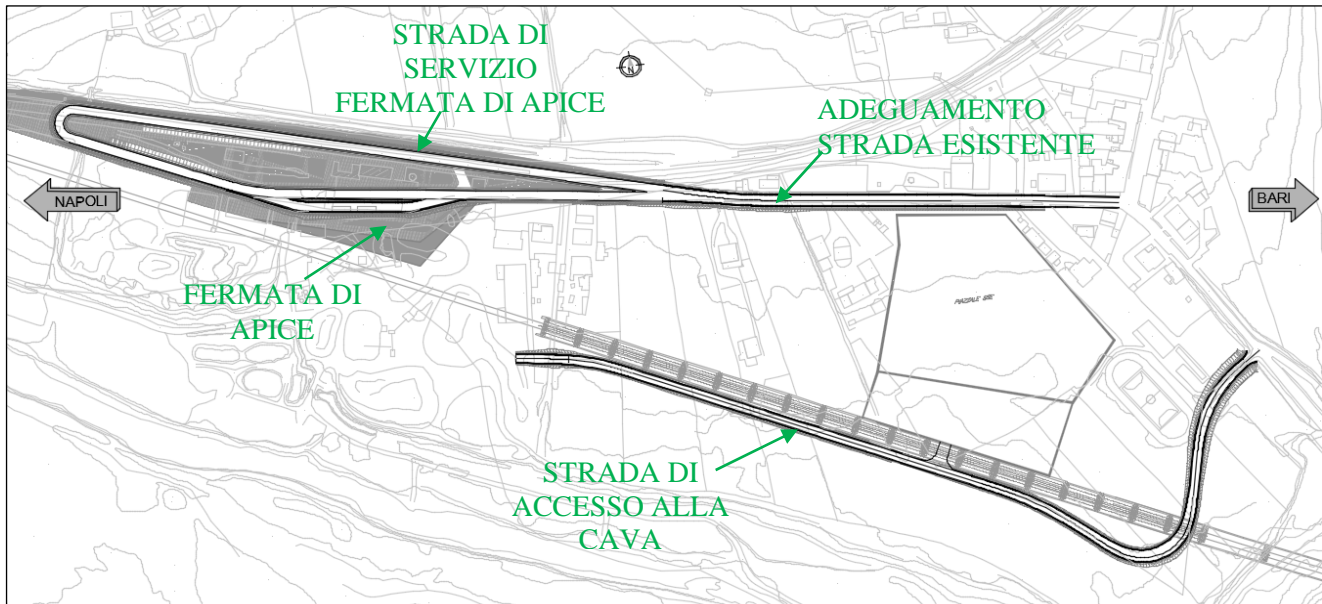 STRADA DI
SERVIZIO
FERMATA DI APICE
N
ADEGUAMENTO
STRADA ESISTENTE
NAPOLI
BARI
FERMATA DI
APICE
STRADA DI
ACCESSO ALLA
CAVA